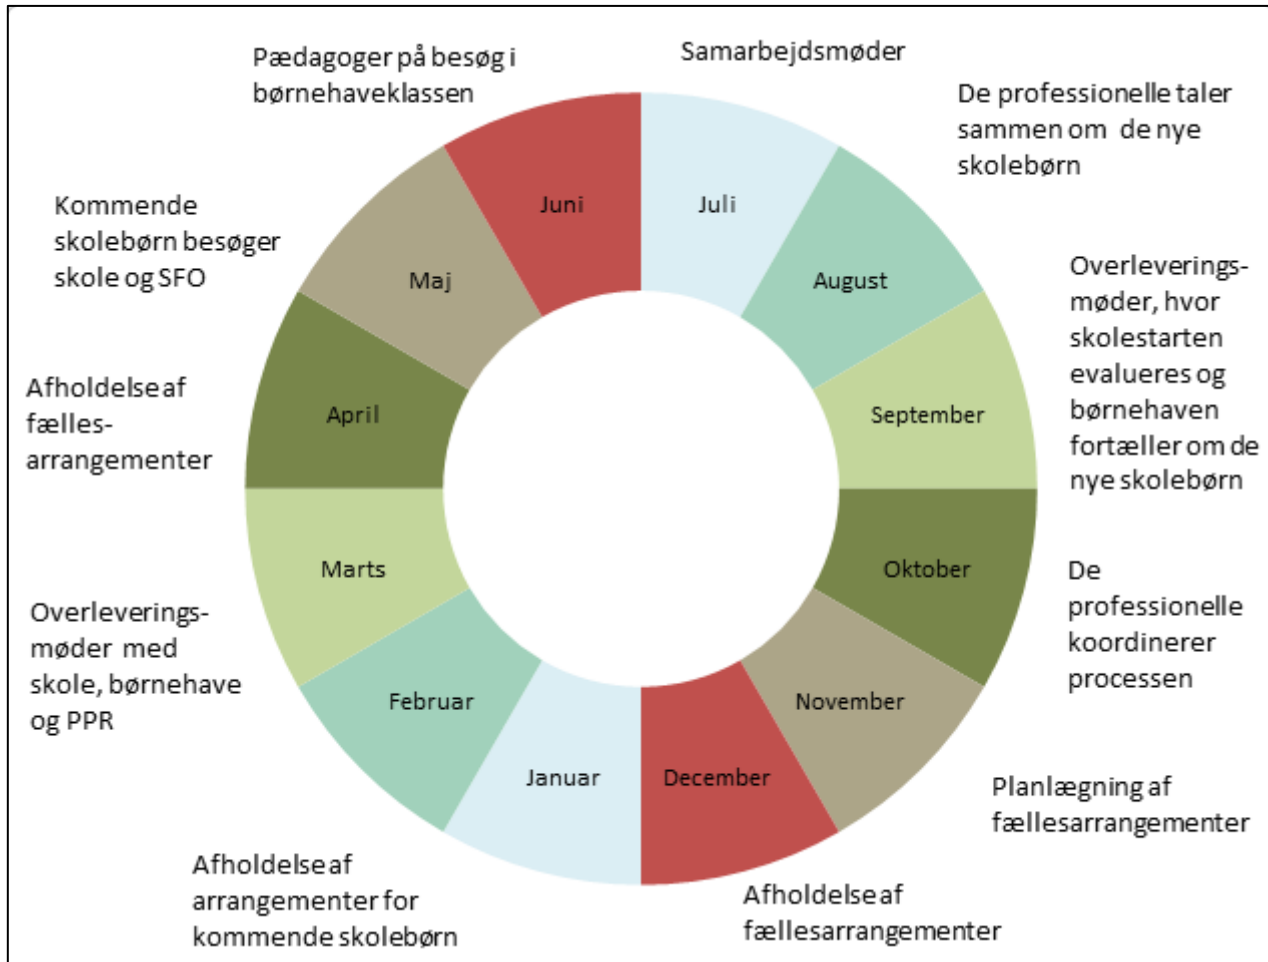 Samarbejdsmøder
De professionelle taler
sammen om de nye
skolebørn
Overleverings-
møder, hvor
skolestarten
evalueres og
børnehaven
fortæller om de
nye skolebørn
De
professionelle
koordinerer
processen
Planlægning af
fællesarrangementer
Afholdelse af
fællesarrangementer
Afholdelse af
arrangementer for
kommende skolebørn
Overleverings-
møder med
skole, børnehave
og PPR
Afholdelse af
fælles-
arrangementer
Kommende
skolebørn besøger
skole og SFO
Pædagoger på besøg i
børnehaveklassen
Juli
August
September
Oktober
November
December
Januar
Februar
Marts
April
Maj
Juni